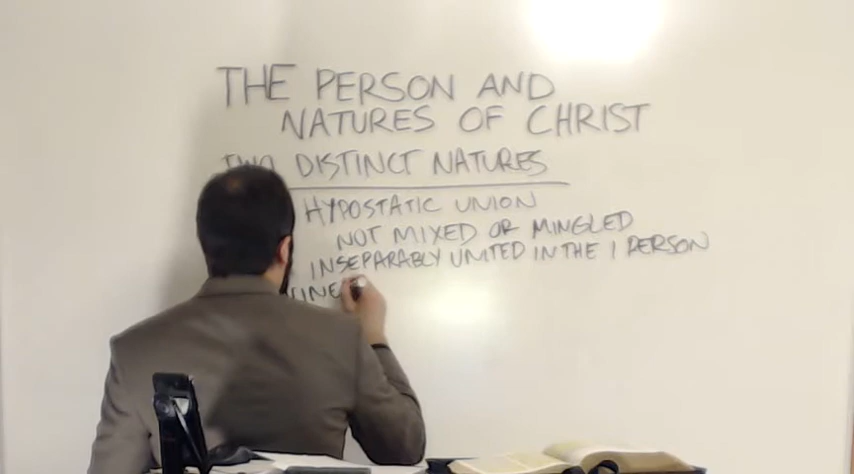 THE PERSON AND
NATURES OF CHRIST
TWO DISTINCT NATURES
HYPOSTATIC UNION
NOT MIXED OR MINGLED
INSEPARABLY UNITED IN THE 1 PERSON